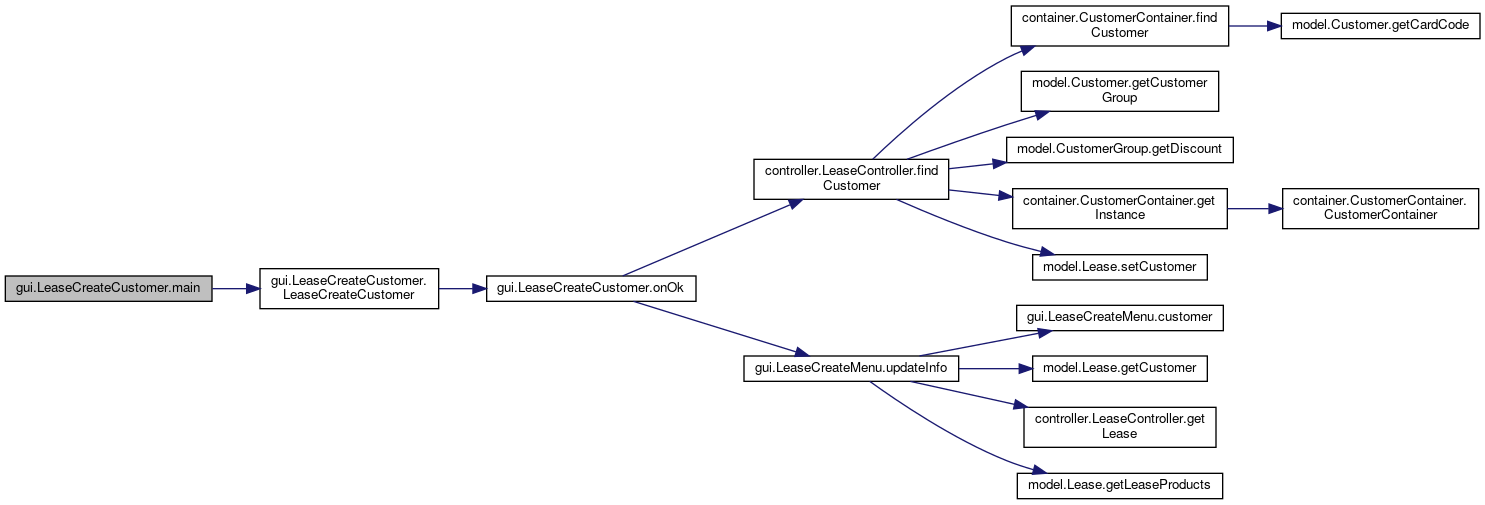 gui.LeaseCreateCustomer.main
gui.LeaseCreateCustomer.
LeaseCreateCustomer
gui.LeaseCreateCustomer.onOk
controller.LeaseController.find
Customer
container.CustomerContainer.find
Customer
model.Customer.getCardCode
model.Customer.getCustomer
Group
model.CustomerGroup.getDiscount
container.CustomerContainer.get
Instance
container.CustomerContainer.
CustomerContainer
model.Lease.setCustomer
gui.LeaseCreateMenu.updateInfo
gui.LeaseCreateMenu.customer
model.Lease.getCustomer
controller.LeaseController.get
Lease
model.Lease.getLeaseProducts